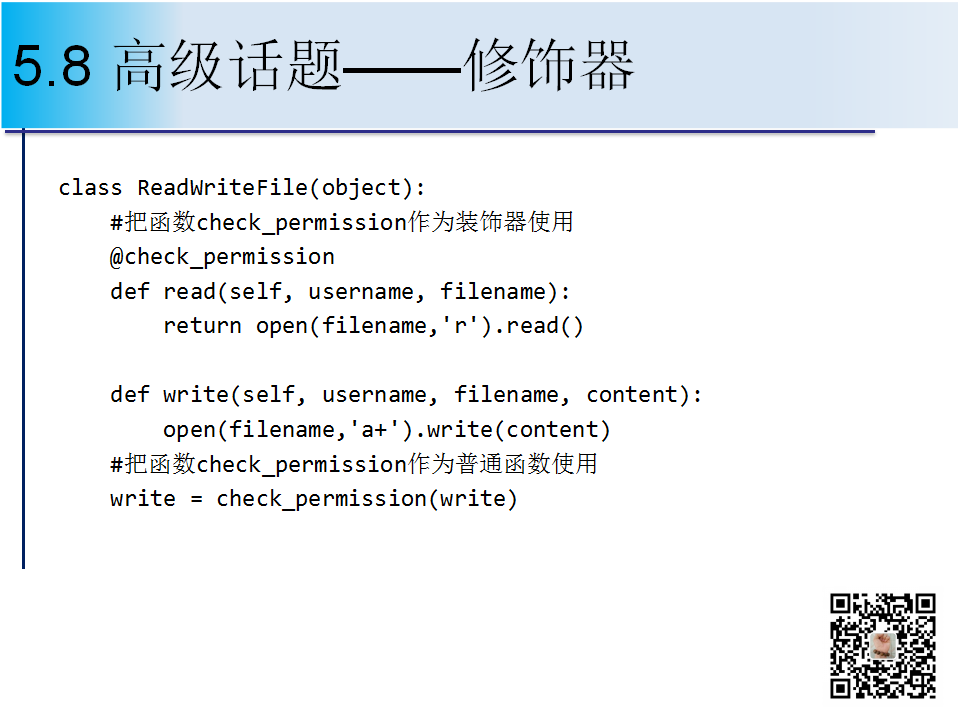 5.8 高级话题——修饰器
class ReadWriteFile(object):
    #把函数check_permission作为装饰器使用
    @check_permission
    def read(self, username, filename):
        return open(filename,'r').read()
    def write(self, username, filename, content):
        open(filename,'a+').write(content)
    #把函数check_permission作为普通函数使用
    write = check_permission(write)